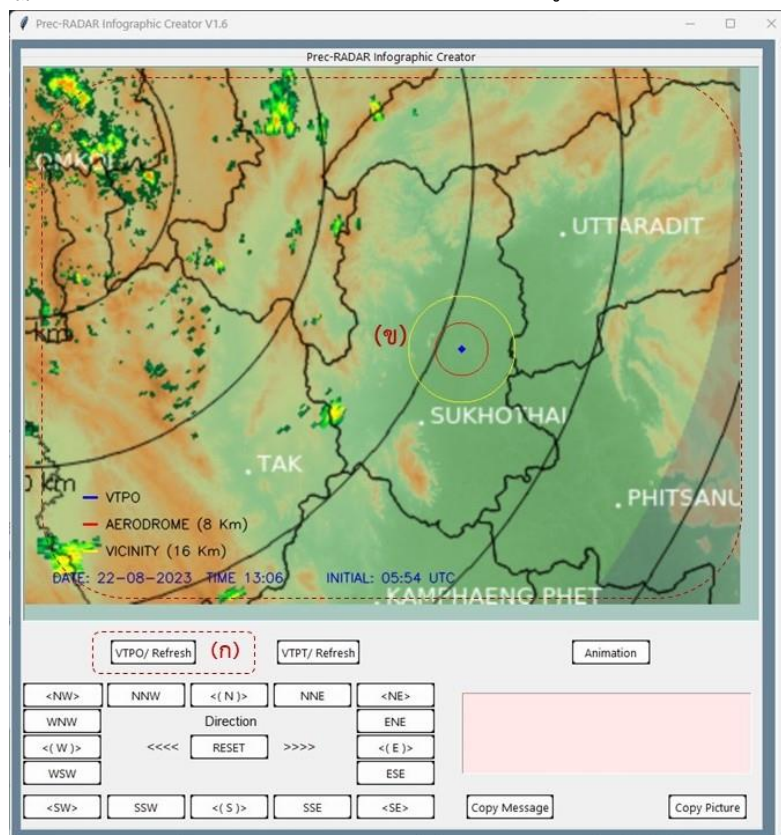 Prec-RADAR Infographic Creator V1.6
Prec-RADAR Infographic Creator
UTTARADIT
(ข)
km
SUKHOTHAI
TAK
km
VTPO
PHITSANU
AERODROME (8 Km)
VICINITY (16 Km)
DATE: 22-08-2023 TIME 13:06 INITIAL: 05:54 UTC
KAMPHAENG PHET
VTPO/ Refresh (ก) VTPT/ Refresh Animation
<NW> NNW <( N )> NNE <NE>
WNW Direction ENE
<( W )> <<<< RESET >>>> <( E )>
WSW ESE
<SW> SSW <( S )> SSE <SE> Copy Message Copy Picture